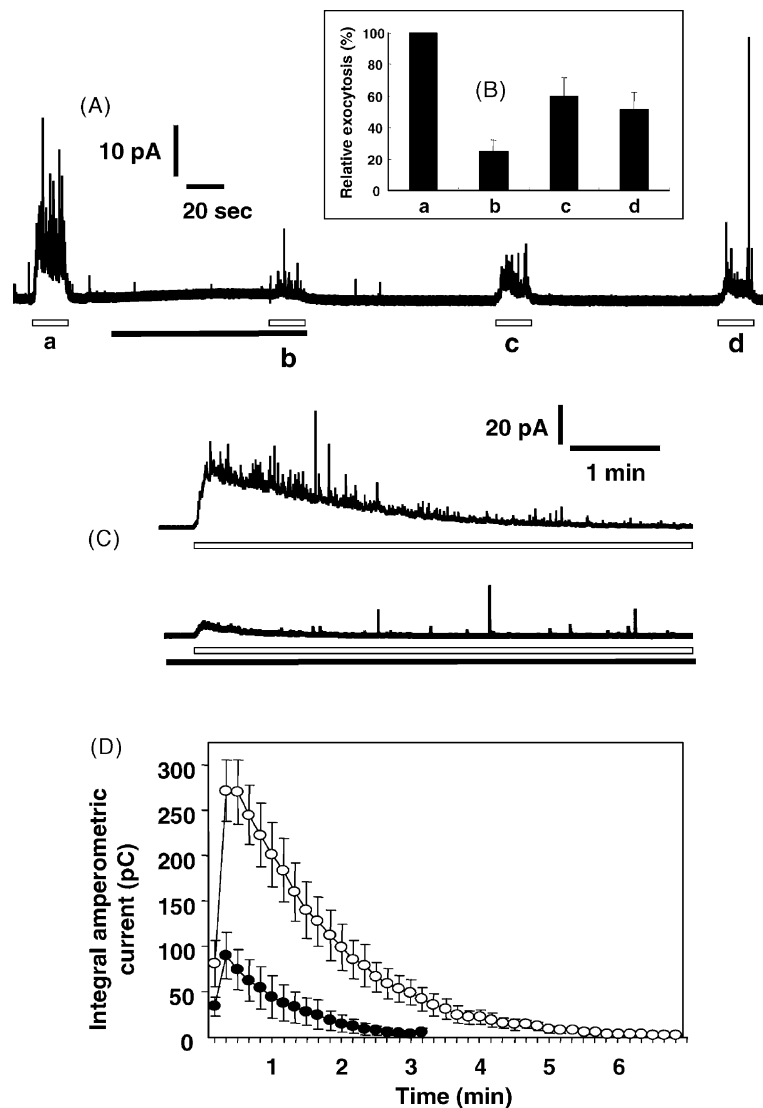 (A)
10 pA
20 sec
Relative exocytosis (%)
100
80
60
40
20
0
(B)
a b c d
a
b
c
d
20 pA
1 min
(C)
(D)
Integral amperometric
current (pC)
300
250
200
150
100
50
0
1 2 3 4 5 6
Time (min)